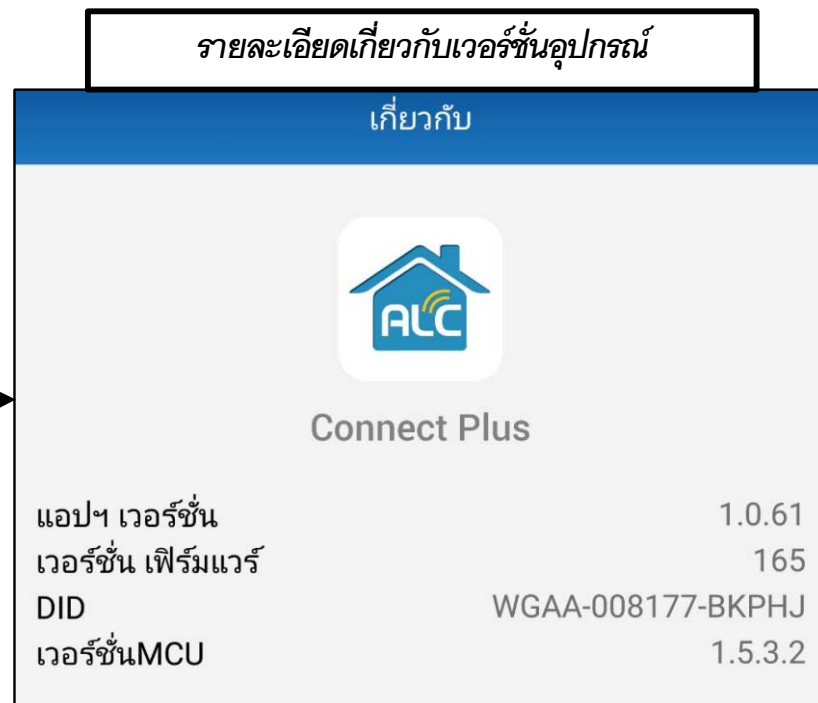 รายละเอียดเกี่ยวกับเวอร์ชั่นอุปกรณ์
เกี่ยวกับ
ALC
Connect Plus
แอปฯ เวอร์ชั่น 1.0.61
เวอร์ชั่น เฟิร์มแวร์ 165
DID WGAA-008177-BKPHJ
เวอร์ชั่นMCU 1.5.3.2